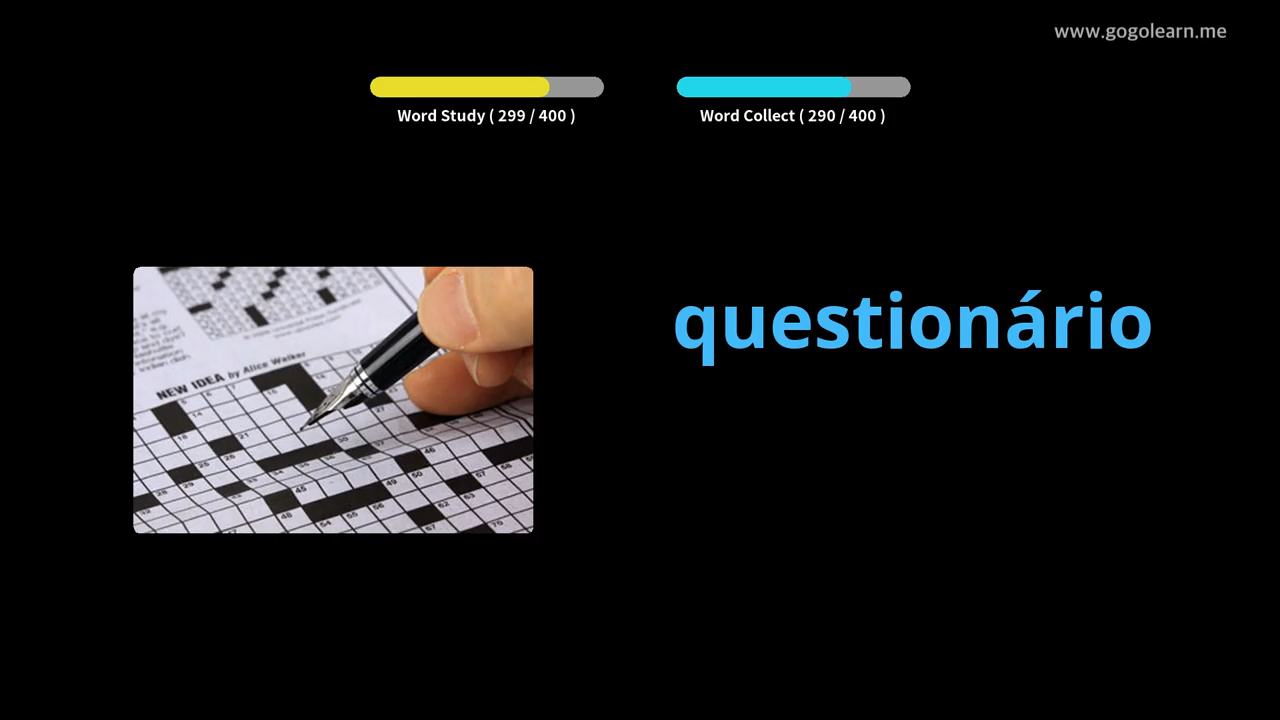 www.gogolearn.me
Word Study ( 299 / 400 )
Word Collect ( 290 / 400 )
questionário
NEW IDEA by Alice Walker